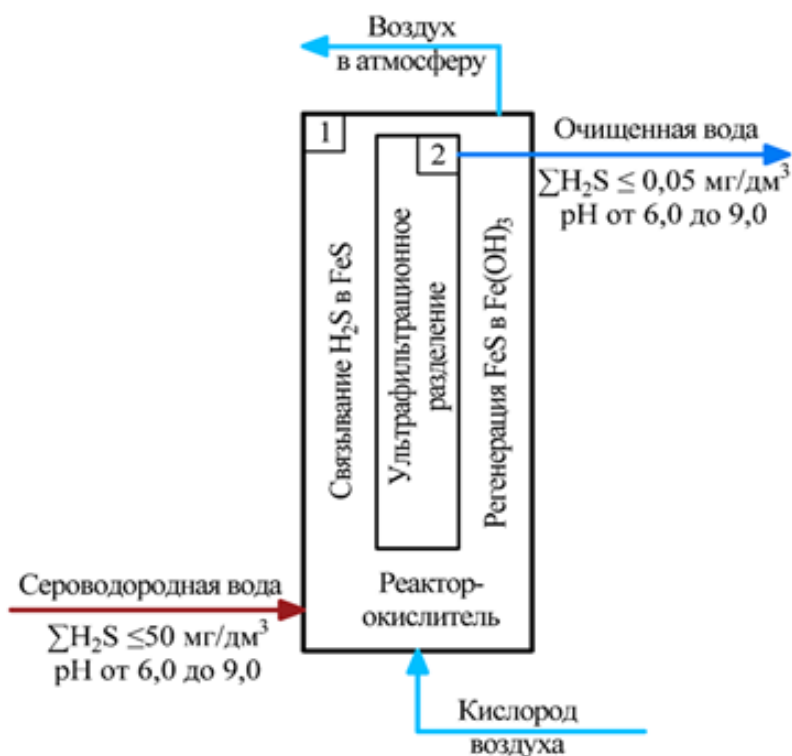 Воздух
в атмосферу
1
2
Очищенная вода
∑H₂S ≤ 0,05 мг/дм³
pH от 6,0 до 9,0
Связывание H₂S в FeS
Ультрафильтрационное
разделение
Регенерация FeS в Fe(OH)₃
Сероводородная вода
∑H₂S ≤50 мг/дм³
pH от 6,0 до 9,0
Реактор-
окислитель
Кислород
воздуха